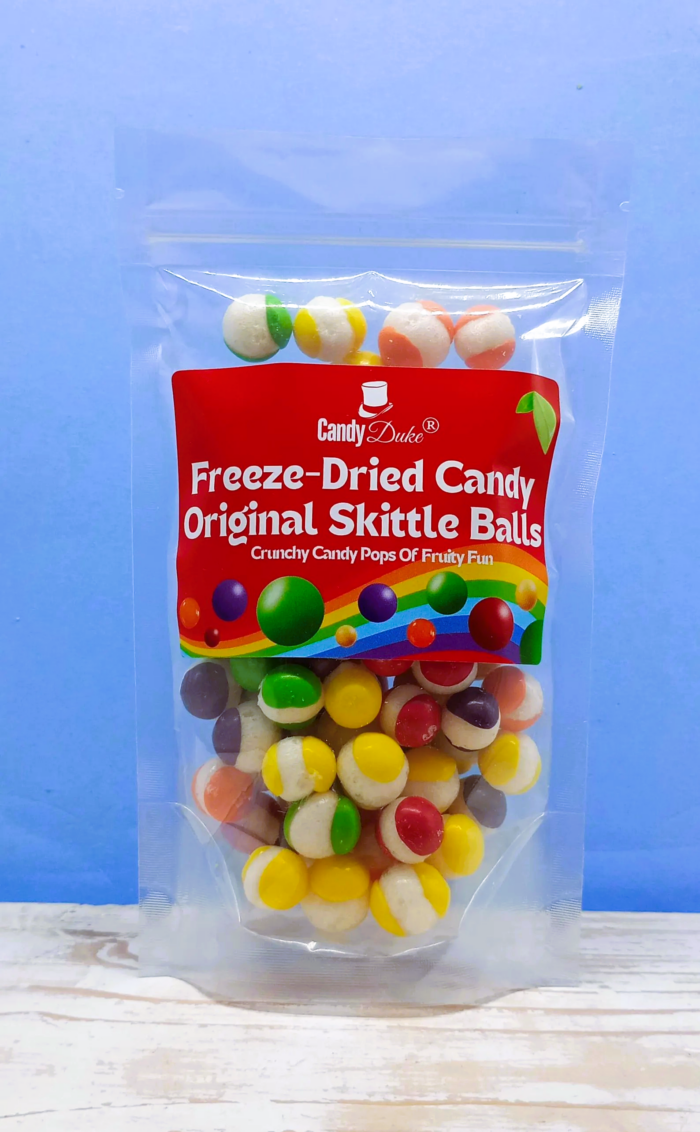 Candy Duke®
Freeze-Dried Candy
Original Skittle Balls
Crunchy Candy Pops Of Fruity Fun